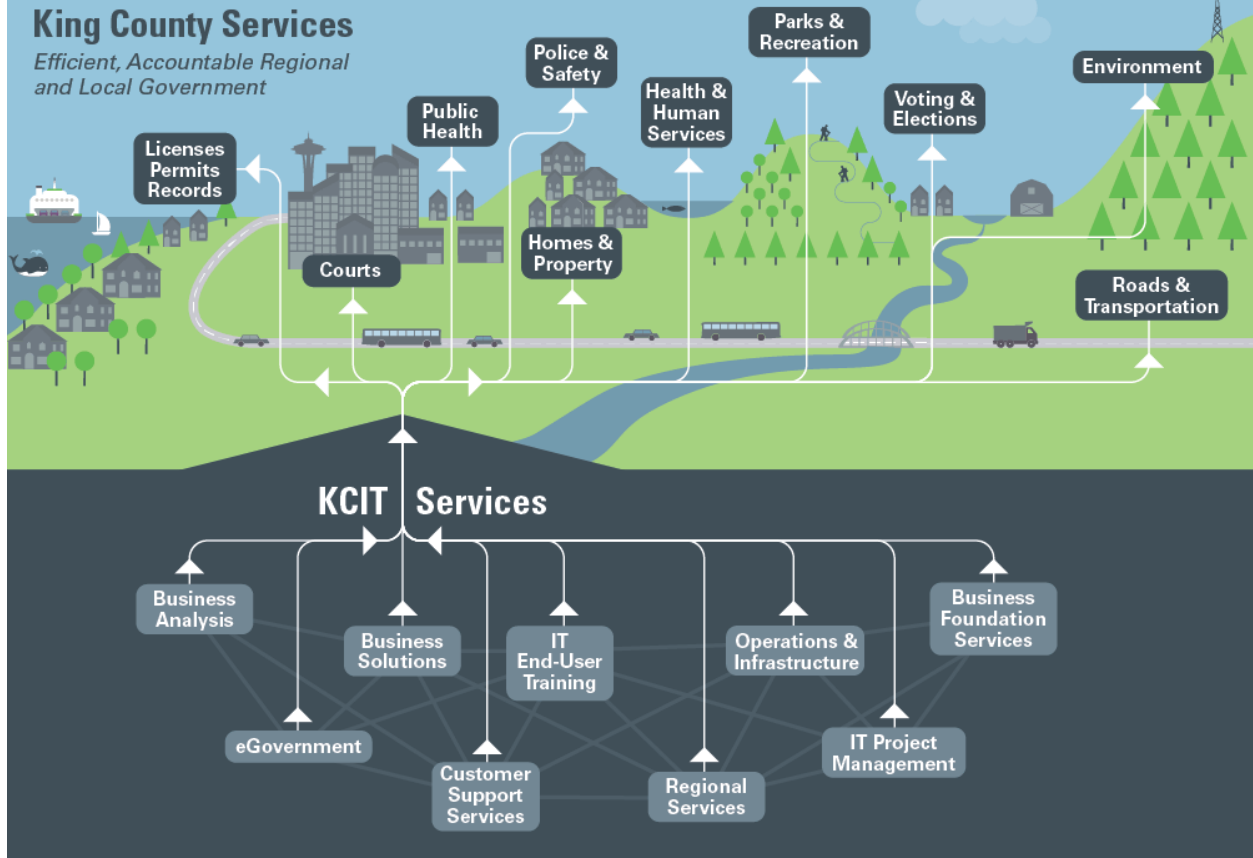 King County Services
Efficient, Accountable Regional
and Local Government
Licenses
Permits
Records
Public
Health
Police &
Safety
Health &
Human
Services
Parks &
Recreation
Voting &
Elections
Environment
Courts
Homes &
Property
Roads &
Transportation
KCIT Services
Business
Analysis
Business
Solutions
IT
End-User
Training
Operations &
Infrastructure
Business
Foundation
Services
eGovernment
Customer
Support
Services
Regional
Services
IT Project
Management